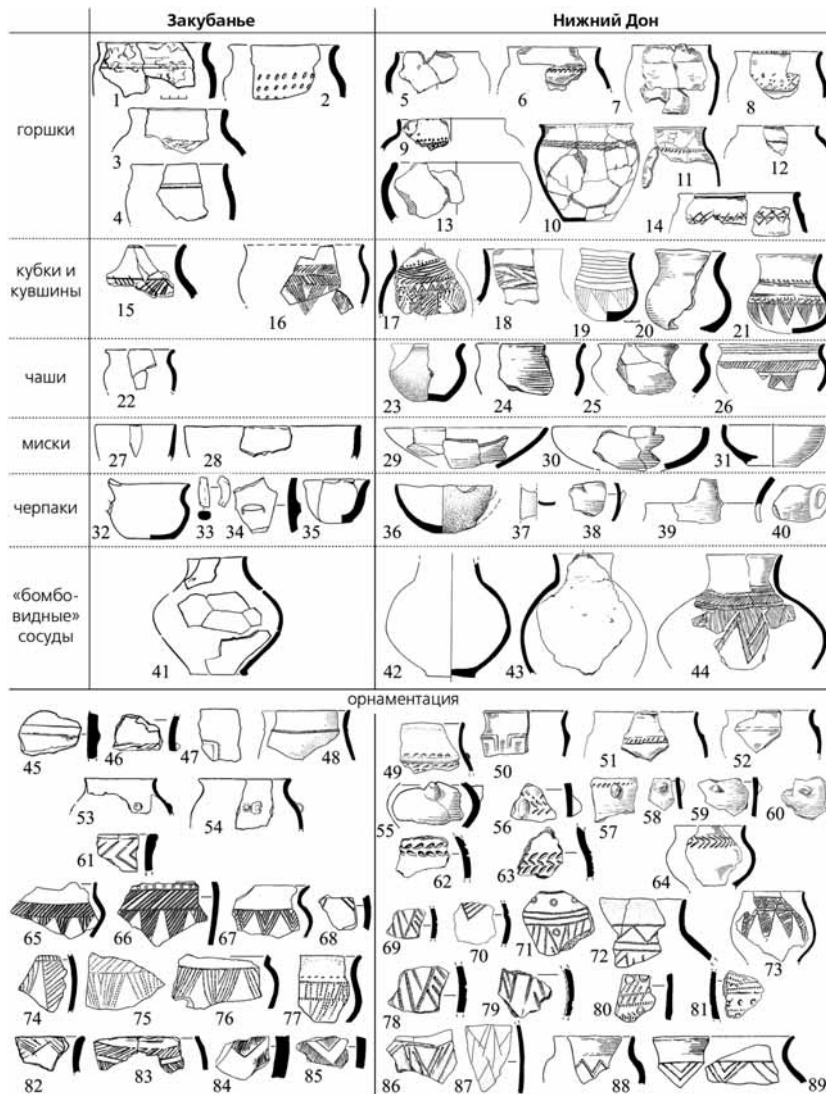 Закубанье Нижний Дон
горшки
1 2 5 6 7 8
3 9 10 11 12
4 13 14
кубки и
кувшины
15 16 17 18 19 20 21
чаши
22 23 24 25 26
миски
27 28 29 30 31
черпаки
32 33 34 35 36 37 38 39 40
«бомбо-
видные»
сосуды
41 42 43 44
орнаментация
45 46 47 48 49 50 51 52
53 54 55 56 57 58 59 60
61 62 63 64
65 66 67 68 69 70 71 72 73
74 75 76 77 78 79 80 81
82 83 84 85 86 87 88 89